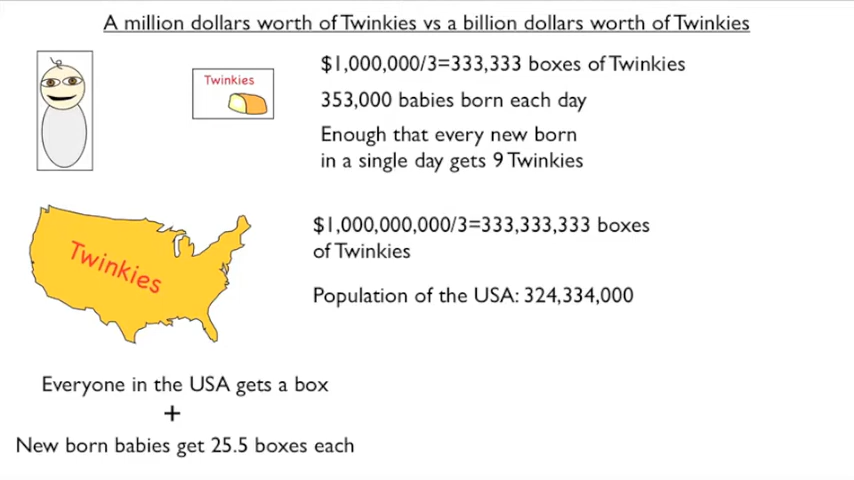 A million dollars worth of Twinkies vs a billion dollars worth of Twinkies
Twinkies
$1,000,000/3=333,333 boxes of Twinkies
353,000 babies born each day
Enough that every new born
in a single day gets 9 Twinkies
Twinkies
$1,000,000,000/3=333,333,333 boxes
of Twinkies
Population of the USA: 324,334,000
Everyone in the USA gets a box
+
New born babies get 25.5 boxes each